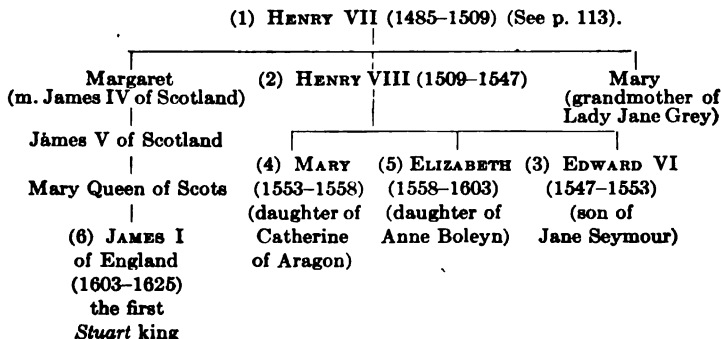 (1) HENRY VII (1485–1509) (See p. 113).
Margaret
(m. James IV of Scotland)
(2) HENRY VIII (1509–1547)
Mary
(grandmother of
Lady Jane Grey)
James V of Scotland
Mary Queen of Scots
(6) JAMES I
of England
(1603–1625)
the first
Stuart king
(4) MARY
(1553–1558)
(daughter of
Catherine
of Aragon)
(5) ELIZABETH
(1558–1603)
(daughter of
Anne Boleyn)
(3) EDWARD VI
(1547–1553)
(son of
Jane Seymour)